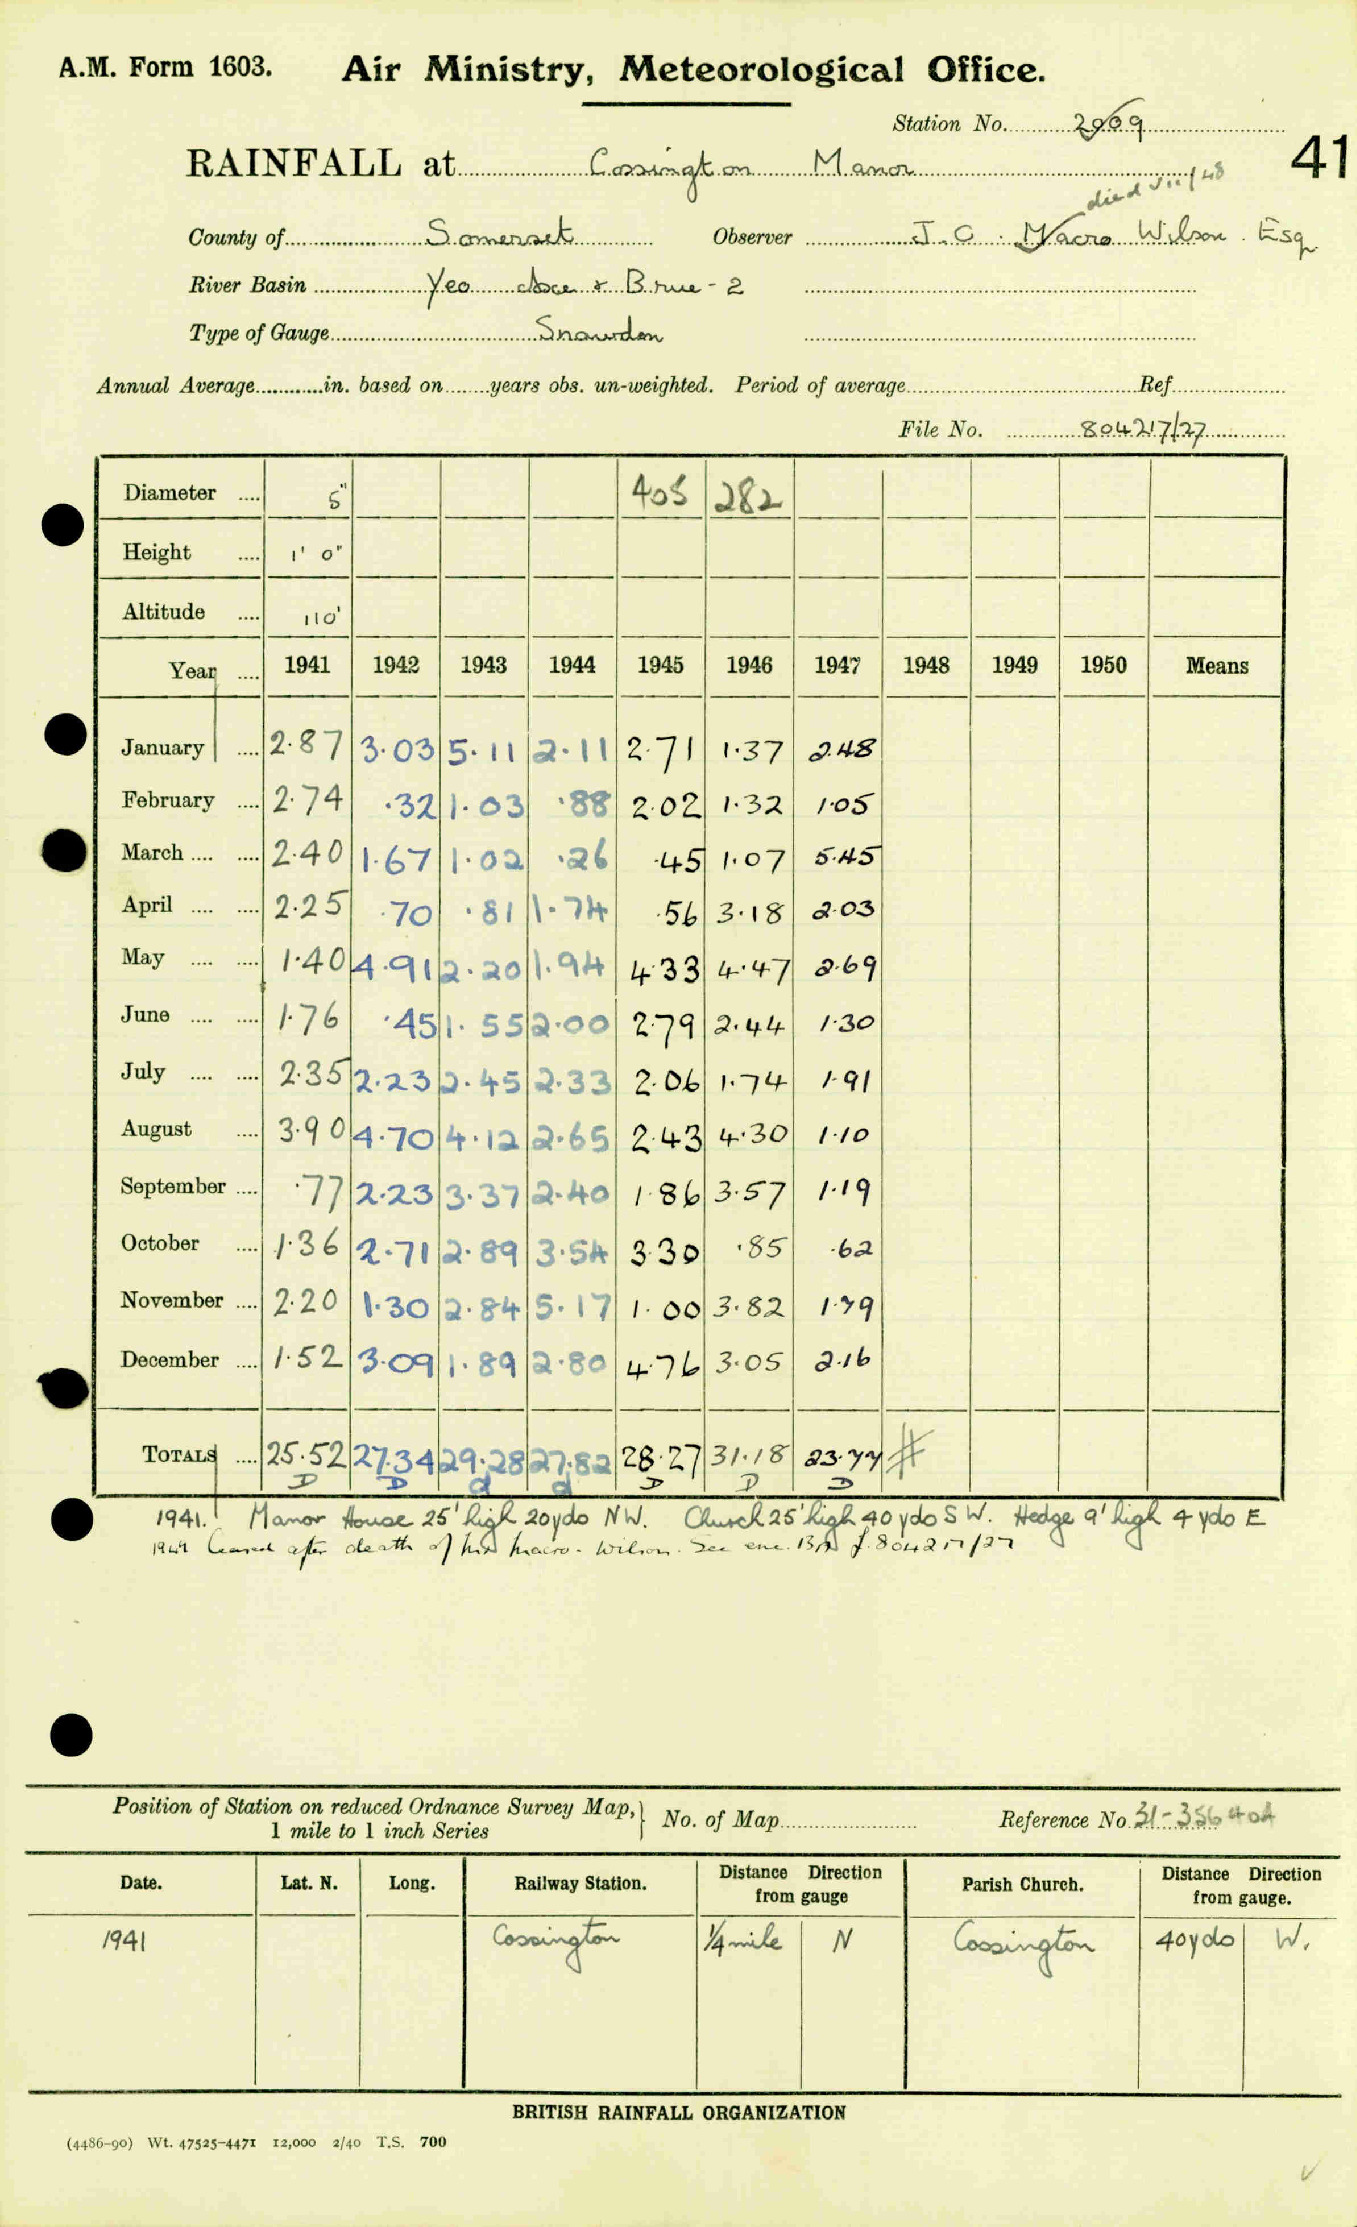 A.M. Form 1603. Air Ministry, Meteorological Office.
Station No. 2009
41
RAINFALL at Cossington Manor
died VII/48
County of Somerset Observer J. C. Macro Wilson. Esq
River Basin Yeo Axe & Brue - 2
Type of Gauge Snowdon
Annual Average in. based on years obs. un-weighted. Period of average Ref
File No. 804217/27
Diameter .... 5" 405 282
Height .... 1' 0"
Altitude .... 110'
Year .... 1941 1942 1943 1944 1945 1946 1947 1948 1949 1950 Means
January .... 2.87 3.03 5.11 2.11 2.71 1.37 2.48
February .... 2.74 .32 1.03 .88 2.02 1.32 1.05
March .... .... 2.40 1.67 1.02 .26 .45 1.07 5.45
April .... .... 2.25 .70 .81 1.74 .56 3.18 2.03
May .... .... 1.40 4.91 2.20 1.94 4.33 4.47 2.69
June .... .... 1.76 .45 1.55 2.00 2.79 2.44 1.30
July .... .... 2.35 2.23 2.45 2.33 2.06 1.74 1.91
August .... 3.90 4.70 4.12 2.65 2.43 4.30 1.10
September .... .77 2.23 3.37 2.40 1.86 3.57 1.19
October .... 1.36 2.71 2.89 3.54 3.30 .85 .62
November .... 2.20 1.30 2.84 5.17 1.00 3.82 1.79
December .... 1.52 3.09 1.89 2.80 4.76 3.05 2.16
TOTALS .... 25.52 27.34 29.28 27.82 28.27 31.18 23.77 #
D D d d D D D
1941. Manor House 25' high 20yds NW. Church 25' high 40 yds SW. Hedge 9' high 4 yds E
Ceased after death of Macro-Wilson. See enc. 13A f. 804217/27
Position of Station on reduced Ordnance Survey Map, 1 mile to 1 inch Series } No. of Map Reference No. 31-356404
Date. Lat. N. Long. Railway Station. Distance Direction from gauge Parish Church. Distance Direction from gauge.
1941 Cossington 1/4 mile N Cossington 40yds W.
BRITISH RAINFALL ORGANIZATION
(4486-90) Wt. 47525-4471 12,000 2/40 T.S. 700